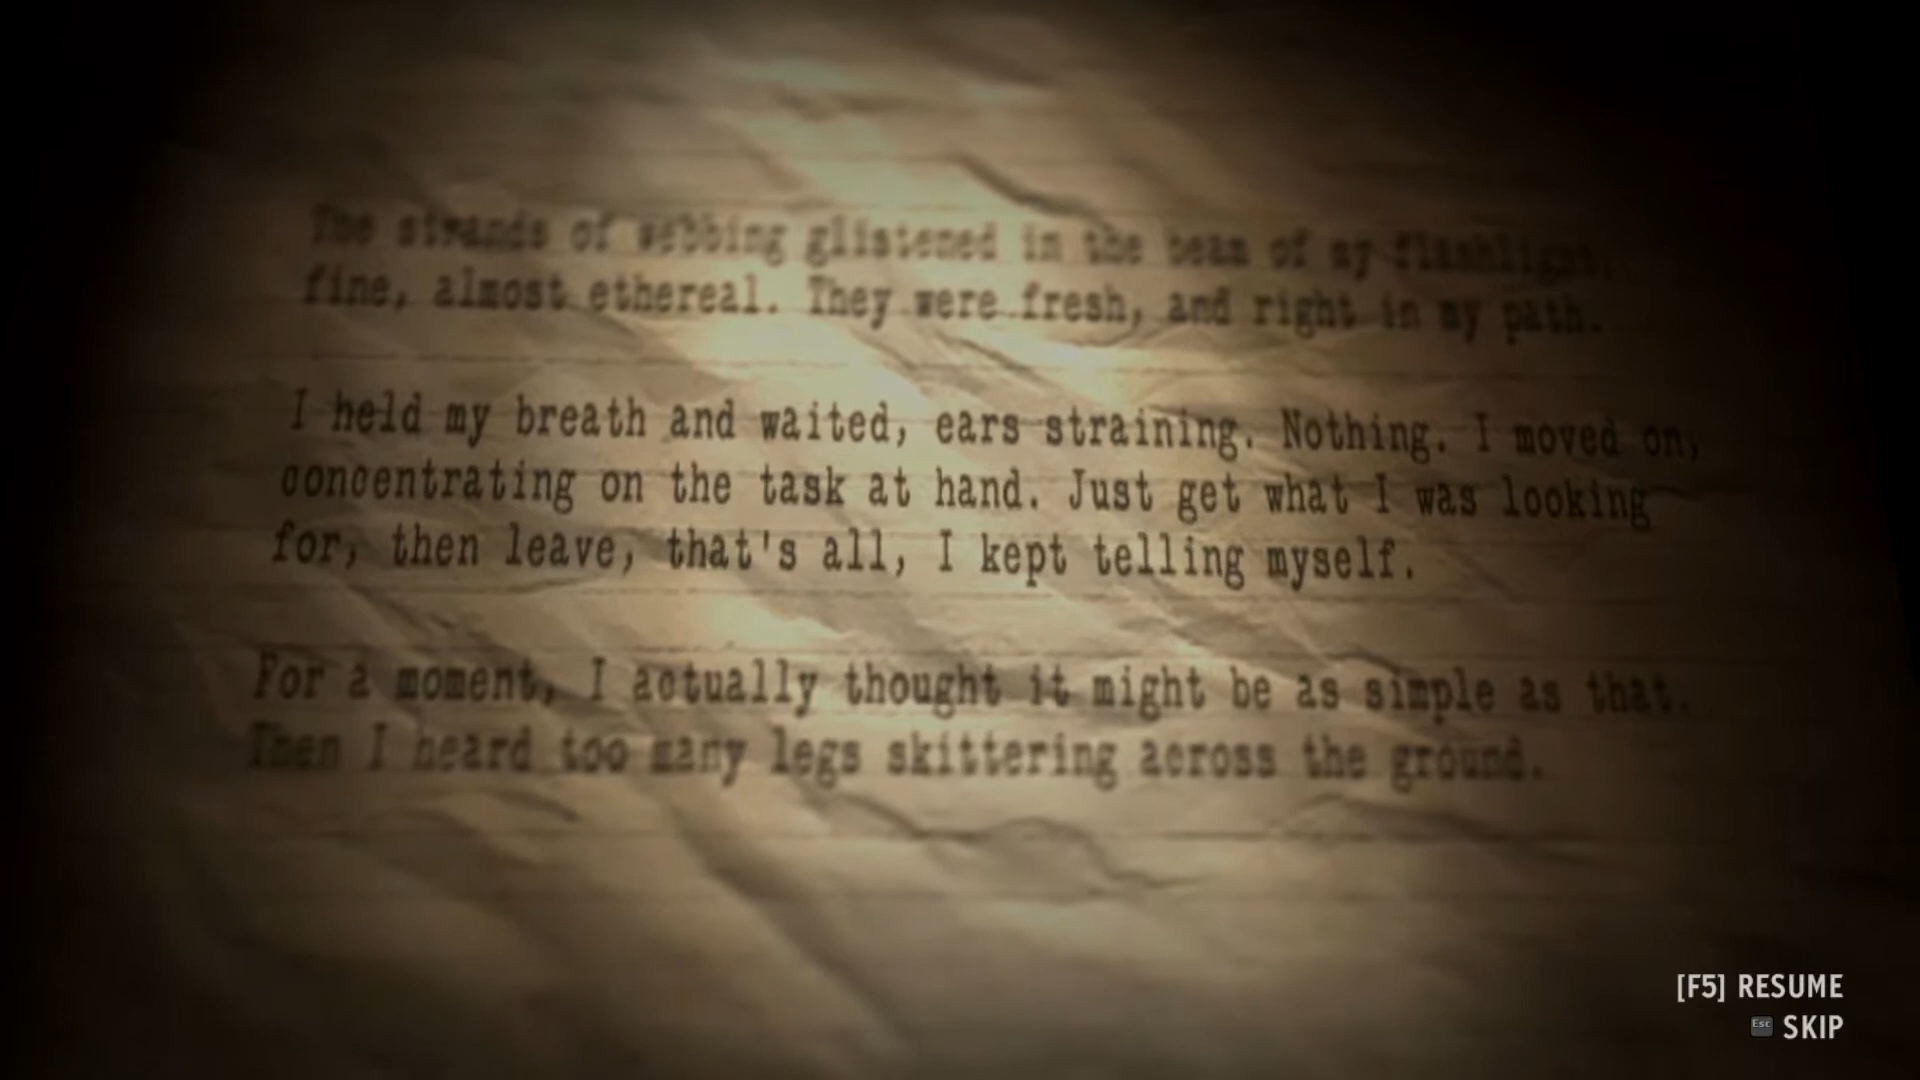 The strands of webbing glistened in the beam of my flashlight,
fine, almost ethereal. They were fresh, and right in my path.
I held my breath and waited, ears straining. Nothing. I moved on,
concentrating on the task at hand. Just get what I was looking
for, then leave, that's all, I kept telling myself.
For a moment, I actually thought it might be as simple as that.
Then I heard too many legs skittering across the ground.
[F5] RESUME
Esc SKIP